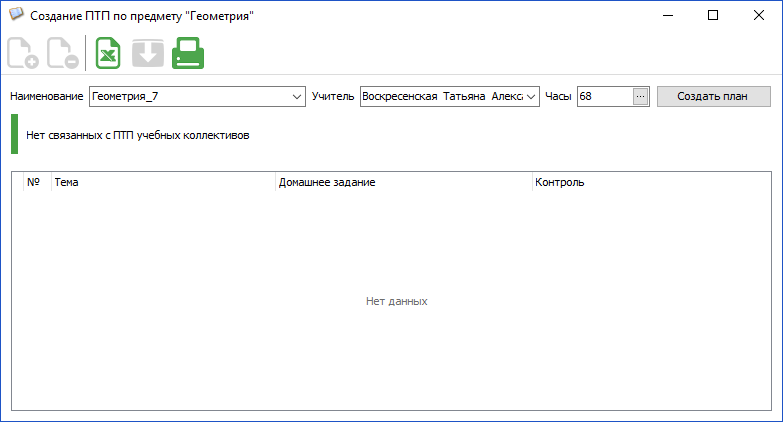 Создание ПТП по предмету "Геометрия"
Наименование Геометрия_7 Учитель Воскресенская Татьяна Часы 68 ... Создать план
Нет связанных с ПТП учебных коллективов
№ Тема Домашнее задание Контроль
Нет данных